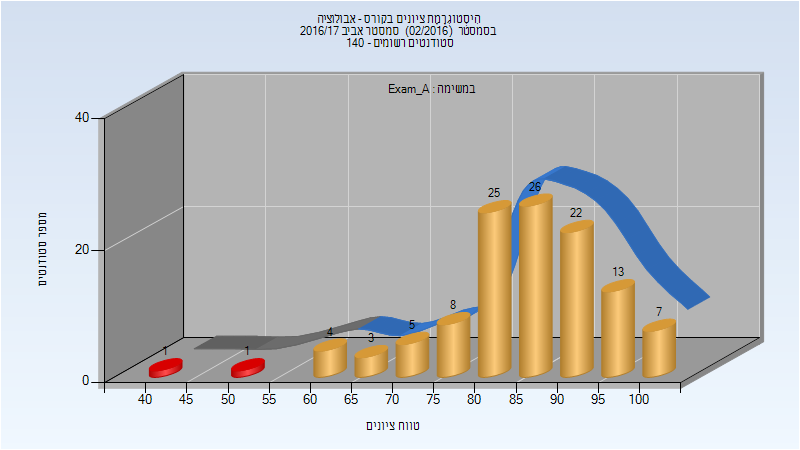 היסטוגרמת ציונים בקורס - אבולוציה
בסמסטר (02/2016) סמסטר אביב 2016/17
סטודנטים רשומים - 140
במשימה : Exam_A
40
20
0
מספר סטודנטים
1
1
4
3
5
8
25
26
22
13
7
40 45 50 55 60 65 70 75 80 85 90 95 100
טווח ציונים